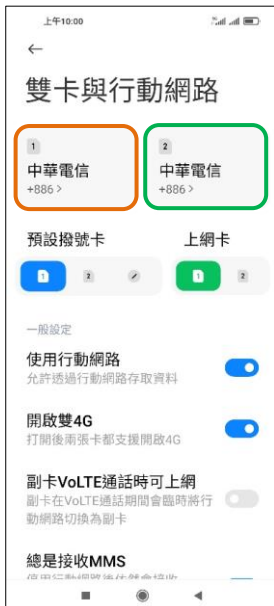 上午10:00
雙卡與行動網路
1
中華電信
+886 >
2
中華電信
+886 >
預設撥號卡
上網卡
1
2
1
2
一般設定
使用行動網路
允許透過行動網路存取資料
開啟雙4G
打開後兩張卡都支援開啟4G
副卡VoLTE通話時可上網
副卡在VoLTE通話期間會臨時將行
動網路切換為副卡
總是接收MMS